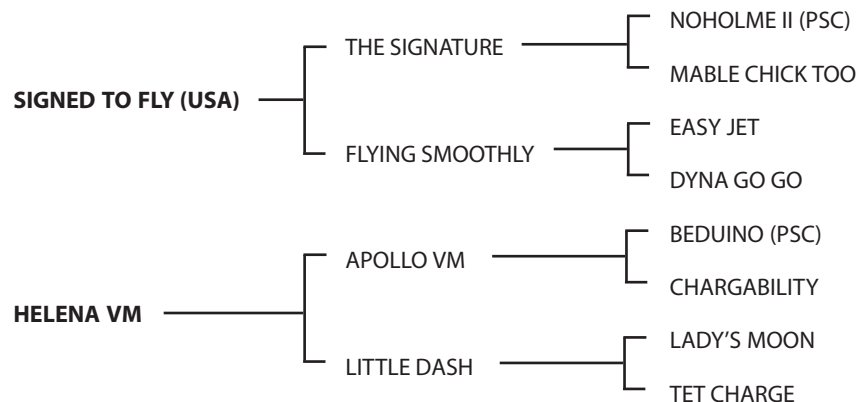 NOHOLME II (PSC)
THE SIGNATURE
MABLE CHICK TOO
SIGNED TO FLY (USA)
EASY JET
FLYING SMOOTHLY
DYNA GO GO
BEDUINO (PSC)
APOLLO VM
CHARGABILITY
HELENA VM
LADY'S MOON
LITTLE DASH
TET CHARGE